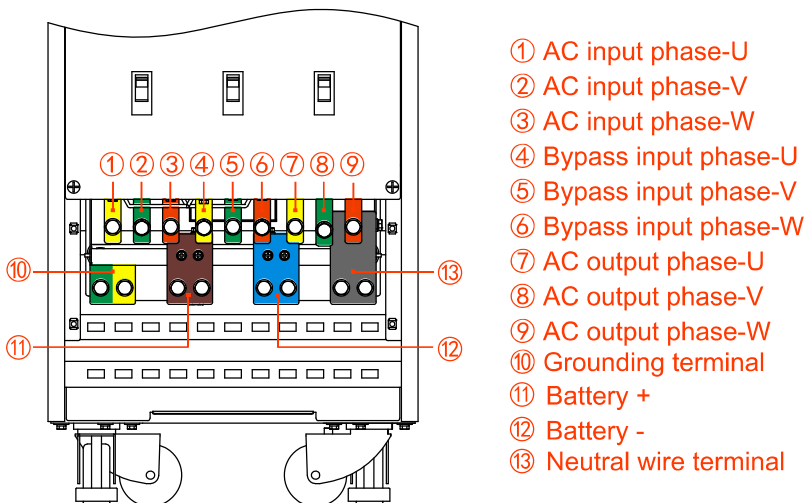 ① ② ③ ④ ⑤ ⑥ ⑦ ⑧ ⑨
⑩
⑬
⑪
⑫
① AC input phase-U
② AC input phase-V
③ AC input phase-W
④ Bypass input phase-U
⑤ Bypass input phase-V
⑥ Bypass input phase-W
⑦ AC output phase-U
⑧ AC output phase-V
⑨ AC output phase-W
⑩ Grounding terminal
⑪ Battery +
⑫ Battery -
⑬ Neutral wire terminal